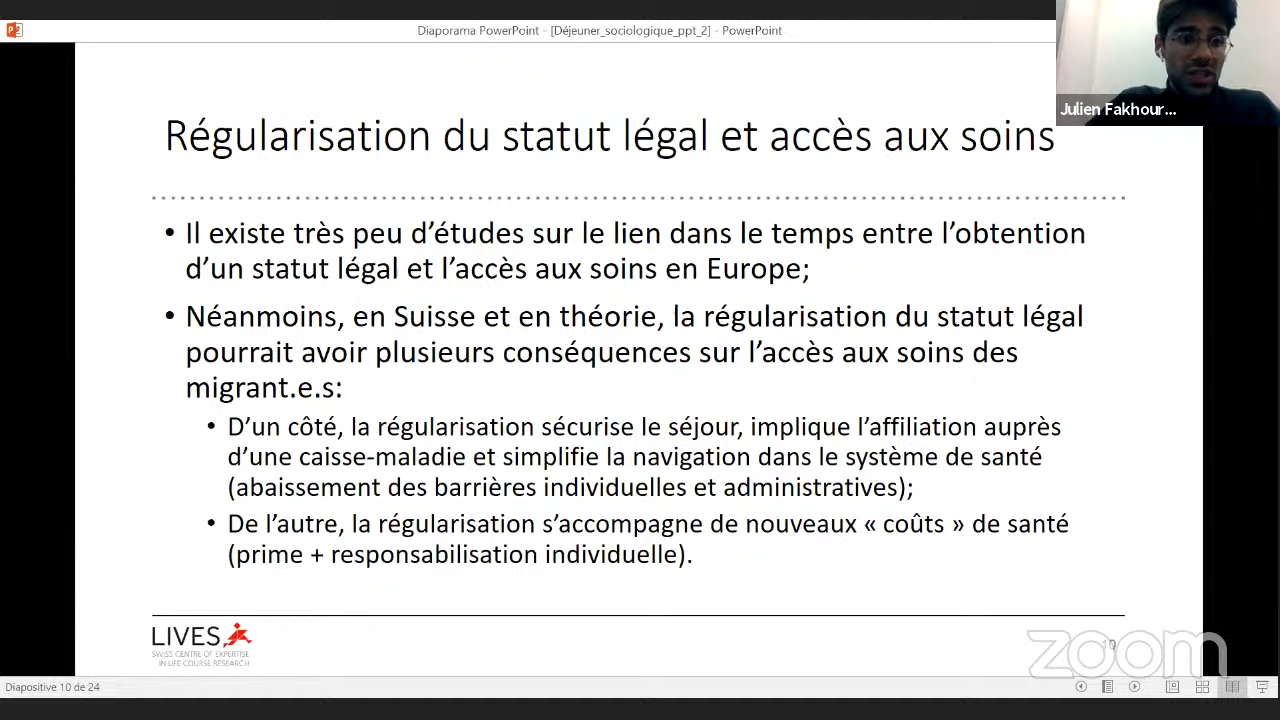 Diaporama PowerPoint - [Déjeuner_sociologique_ppt_2] - PowerPoint
Julien Fakhour...
Régularisation du statut légal et accès aux soins
• Il existe très peu d’études sur le lien dans le temps entre l’obtention
d’un statut légal et l’accès aux soins en Europe;
• Néanmoins, en Suisse et en théorie, la régularisation du statut légal
pourrait avoir plusieurs conséquences sur l’accès aux soins des
migrant.e.s:
• D’un côté, la régularisation sécurise le séjour, implique l’affiliation auprès
d’une caisse-maladie et simplifie la navigation dans le système de santé
(abaissement des barrières individuelles et administratives);
• De l’autre, la régularisation s’accompagne de nouveaux « coûts » de santé
(prime + responsabilisation individuelle).
LIVES
SWISS CENTRE OF EXPERTISE
IN LIFE COURSE RESEARCH
zoom
Diapositive 10 de 24